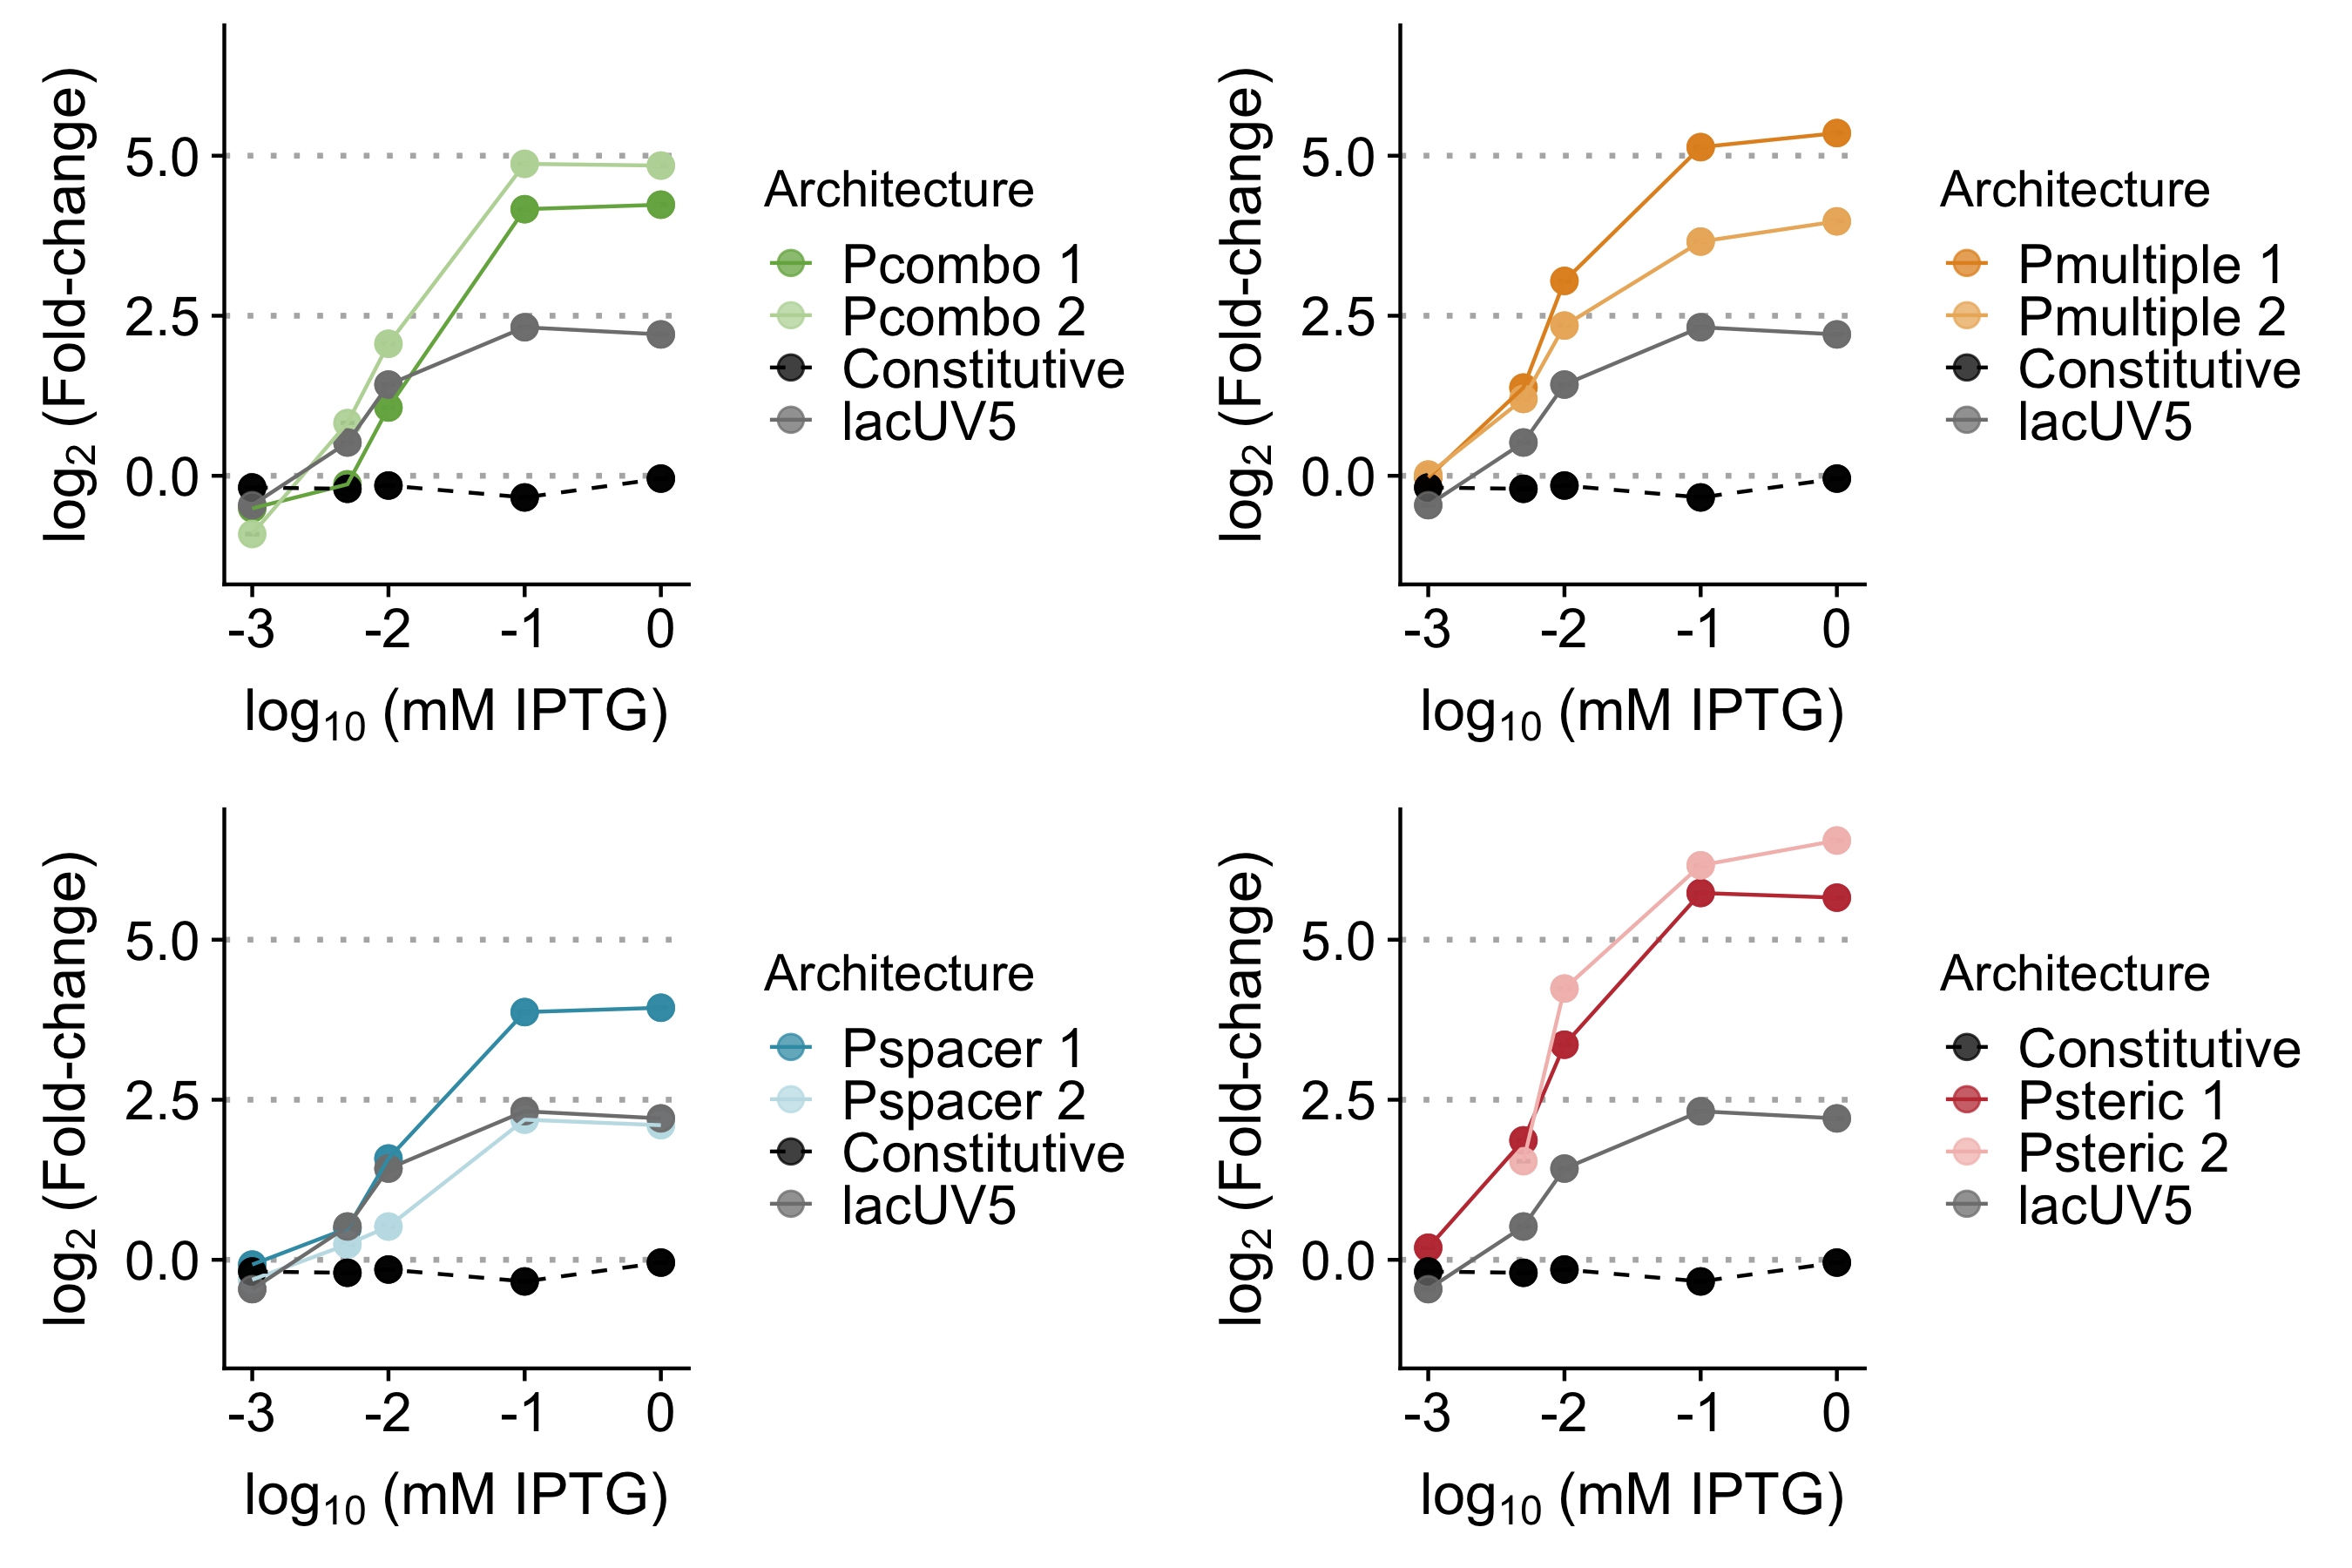 log2 (Fold-change)
5.0
2.5
0.0
-3 -2 -1 0
log10 (mM IPTG)
Architecture
Pcombo 1
Pcombo 2
Constitutive
lacUV5
log2 (Fold-change)
5.0
2.5
0.0
-3 -2 -1 0
log10 (mM IPTG)
Architecture
Pmultiple 1
Pmultiple 2
Constitutive
lacUV5
log2 (Fold-change)
5.0
2.5
0.0
-3 -2 -1 0
log10 (mM IPTG)
Architecture
Pspacer 1
Pspacer 2
Constitutive
lacUV5
log2 (Fold-change)
5.0
2.5
0.0
-3 -2 -1 0
log10 (mM IPTG)
Architecture
Constitutive
Psteric 1
Psteric 2
lacUV5